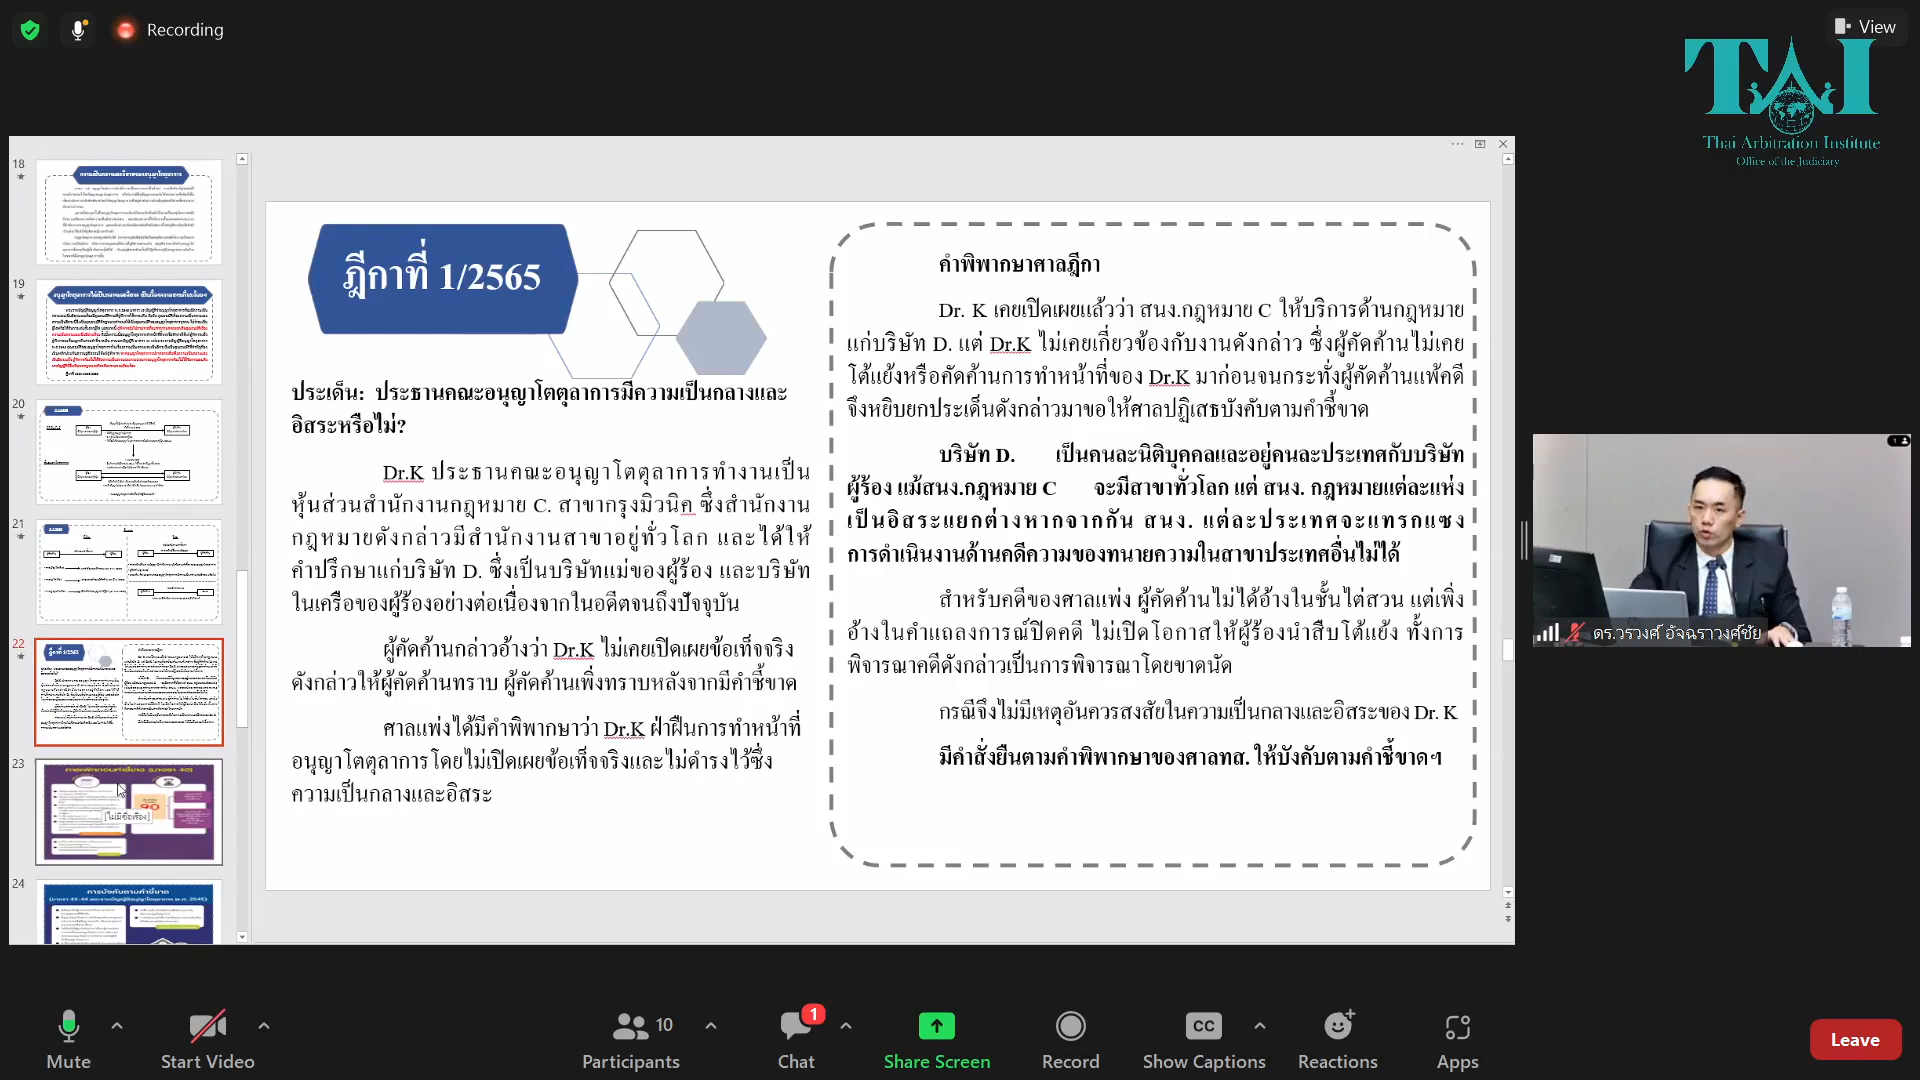 Recording
View
TAI
Thai Arbitration Institute
Office of the Judiciary
18
19
20
21
22
23
24
[ไม่มีชื่อเรื่อง]
การบังคับตามคำชี้ขาด
ฎีกาที่ 1/2565
ประเด็น: ประธานคณะอนุญาโตตุลาการมีความเป็นกลางและ
อิสระหรือไม่?
Dr.K ประธานคณะอนุญาโตตุลาการทำงานเป็น
หุ้นส่วนสำนักงานกฎหมาย C. สาขากรุงมิวนิค ซึ่งสำนักงาน
กฎหมายดังกล่าวมีสำนักงานสาขาอยู่ทั่วโลก และได้ให้
คำปรึกษาแก่บริษัท D. ซึ่งเป็นบริษัทแม่ของผู้ร้อง และบริษัท
ในเครือของผู้ร้องอย่างต่อเนื่องจากในอดีตจนถึงปัจจุบัน
ผู้คัดค้านกล่าวอ้างว่า Dr.K ไม่เคยเปิดเผยข้อเท็จจริง
ดังกล่าวให้ผู้คัดค้านทราบ ผู้คัดค้านเพิ่งทราบหลังจากมีคำชี้ขาด
ศาลแพ่งได้มีคำพิพากษาว่า Dr.K ฝ่าฝืนการทำหน้าที่
อนุญาโตตุลาการโดยไม่เปิดเผยข้อเท็จจริงและไม่ดำรงไว้ซึ่ง
ความเป็นกลางและอิสระ
คำพิพากษาศาลฎีกา
Dr. K เคยเปิดเผยแล้วว่า สนง.กฎหมาย C ให้บริการด้านกฎหมาย
แก่บริษัท D. แต่ Dr.K ไม่เคยเกี่ยวข้องกับงานดังกล่าว ซึ่งผู้คัดค้านไม่เคย
โต้แย้งหรือคัดค้านการทำหน้าที่ของ Dr.K มาก่อนจนกระทั่งผู้คัดค้านแพ้คดี
จึงหยิบยกประเด็นดังกล่าวมาขอให้ศาลปฏิเสธบังคับตามคำชี้ขาด
บริษัท D. เป็นคนละนิติบุคคลและอยู่คนละประเทศกับบริษัท
ผู้ร้อง แม้สนง.กฎหมาย C จะมีสาขาทั่วโลก แต่ สนง. กฎหมายแต่ละแห่ง
เป็นอิสระแยกต่างหากจากกัน สนง. แต่ละประเทศจะแทรกแซง
การดำเนินงานด้านคดีความของทนายความในสาขาประเทศอื่นไม่ได้
สำหรับคดีของศาลแพ่ง ผู้คัดค้านไม่ได้อ้างในชั้นไต่สวน แต่เพิ่ง
อ้างในคำแถลงการณ์ปิดคดี ไม่เปิดโอกาสให้ผู้ร้องนำสืบโต้แย้ง ทั้งการ
พิจารณาคดีดังกล่าวเป็นการพิจารณาโดยขาดนัด
กรณีจึงไม่มีเหตุอันควรสงสัยในความเป็นกลางและอิสระของ Dr. K
มีคำสั่งยืนตามคำพิพากษาของศาลทส. ให้บังคับตามคำชี้ขาดฯ
1
ดร.วรวงศ์ อัจฉราวงศ์ชัย
Mute
Start Video
10
Participants
1
Chat
Share Screen
Record
CC
Show Captions
Reactions
Apps
Leave